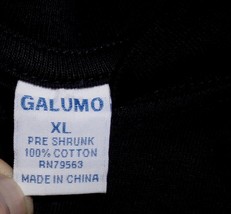 GALUMO
XL
PRE SHRUNK
100% COTTON
RN79563
MADE IN CHINA